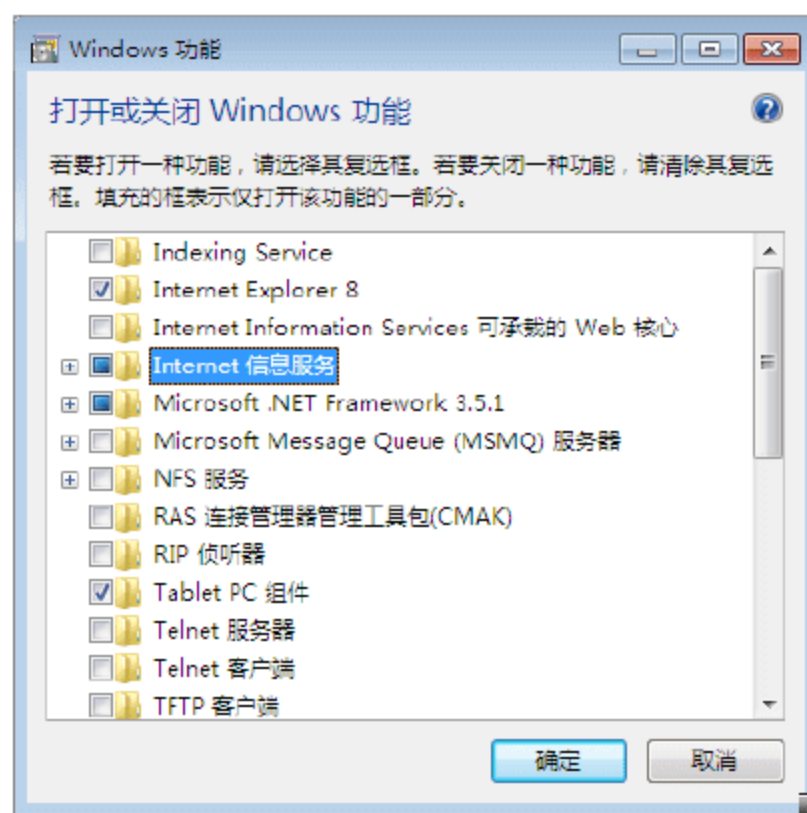 Windows 功能
打开或关闭 Windows 功能
若要打开一种功能，请选择其复选框。若要关闭一种功能，请清除其复选
框。填充的框表示仅打开该功能的一部分。
Indexing Service
Internet Explorer 8
Internet Information Services 可承载的 Web 核心
Internet 信息服务
Microsoft .NET Framework 3.5.1
Microsoft Message Queue (MSMQ) 服务器
NFS 服务
RAS 连接管理器管理工具包(CMAK)
RIP 侦听器
Tablet PC 组件
Telnet 服务器
Telnet 客户端
TFTP 客户端
确定
取消